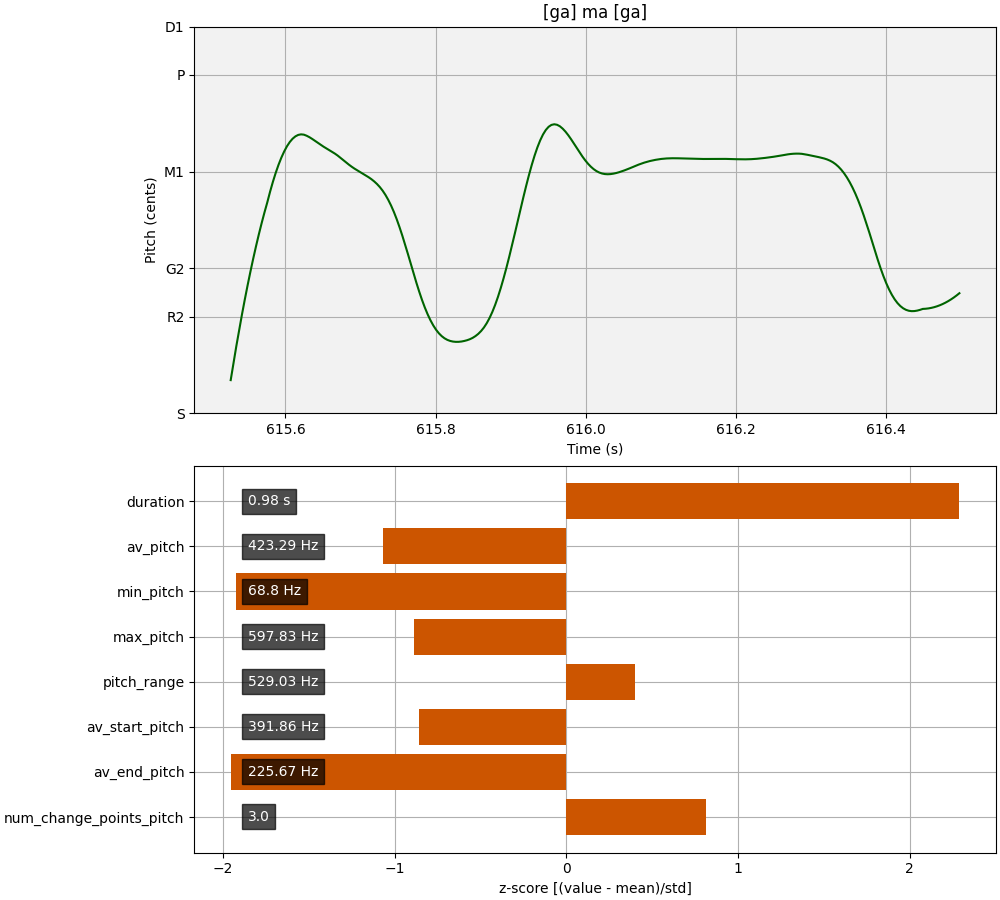 [ga] ma [ga]
D1
P
M1
G2
R2
S
Pitch (cents)
615.6 615.8 616.0 616.2 616.4
Time (s)
duration 0.98 s
av_pitch 423.29 Hz
min_pitch 68.8 Hz
max_pitch 597.83 Hz
pitch_range 529.03 Hz
av_start_pitch 391.86 Hz
av_end_pitch 225.67 Hz
num_change_points_pitch 3.0
−2 −1 0 1 2
z-score [(value - mean)/std]